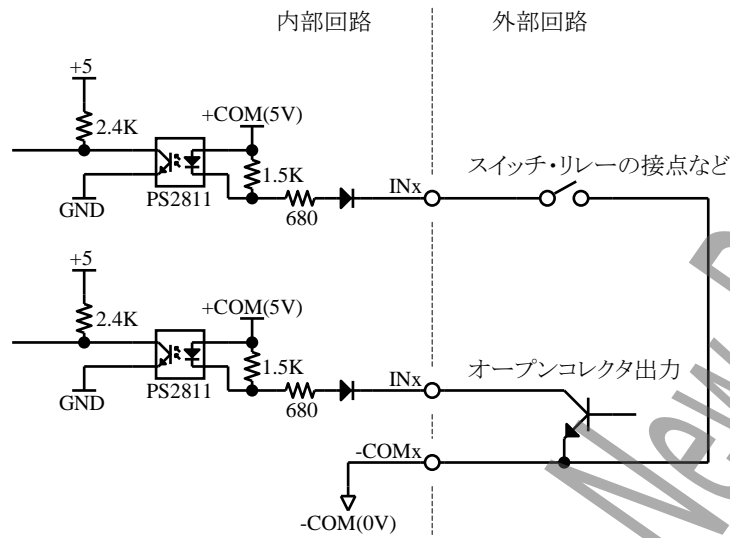 内部回路
外部回路
+5
2.4K
+COM(5V)
1.5K
GND
PS2811
680
INx
スイッチ・リレーの接点など
+5
2.4K
+COM(5V)
1.5K
GND
PS2811
680
INx
オープンコレクタ出力
-COMx
-COM(0V)
New